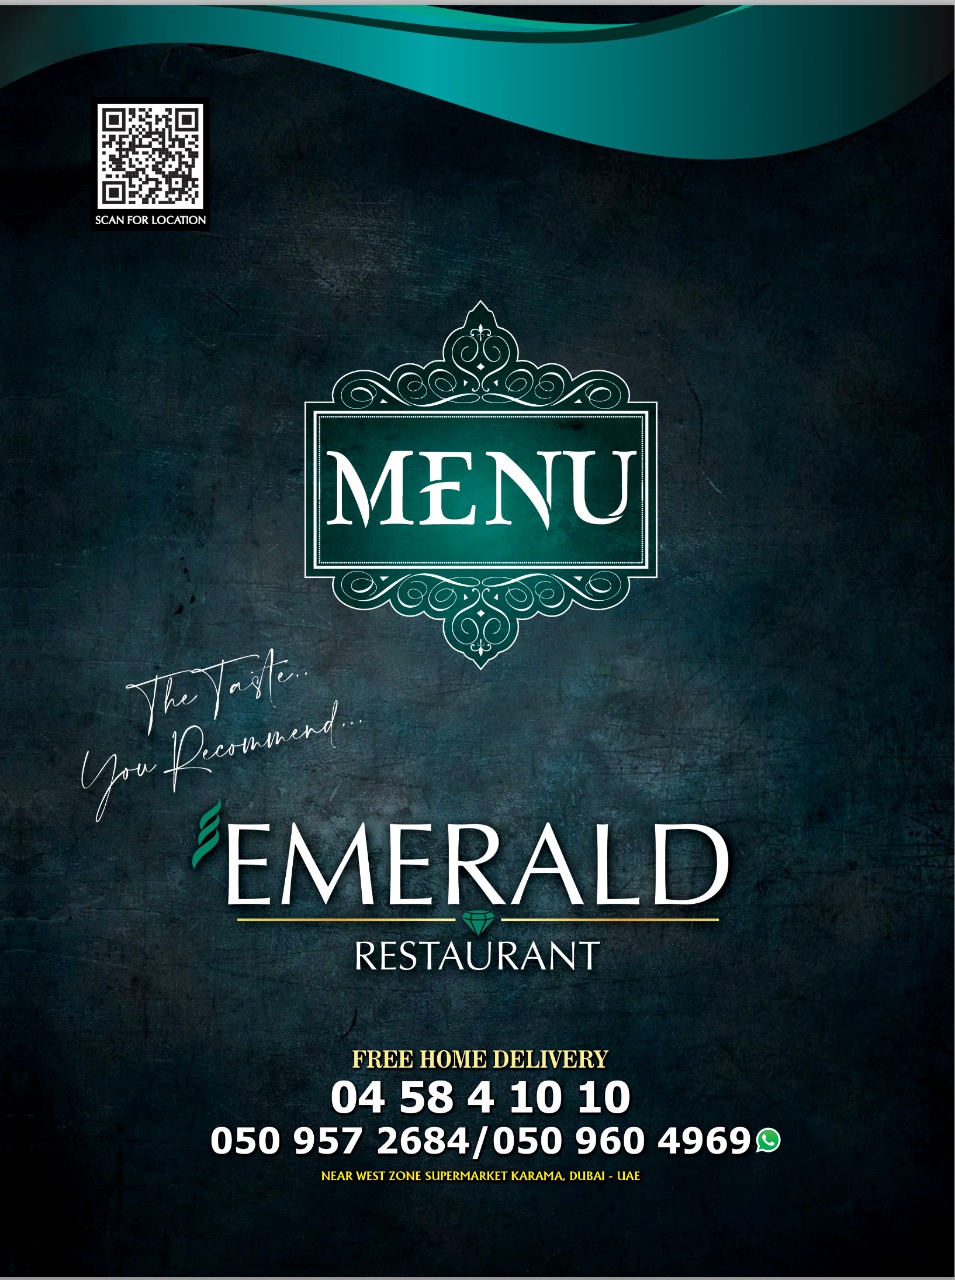 SCAN FOR LOCATION
MENU
The Taste..
You Recommend...
EMERALD
RESTAURANT
FREE HOME DELIVERY
04 58 4 10 10
050 957 2684/050 960 4969
NEAR WEST ZONE SUPERMARKET KARAMA, DUBAI - UAE